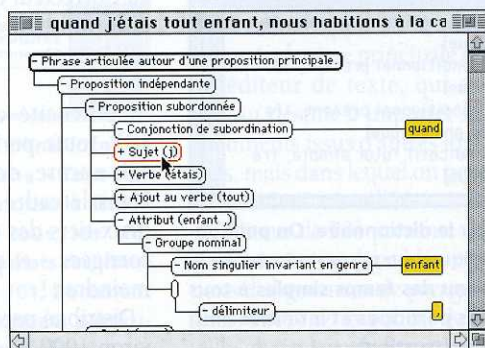 quand j'étais tout enfant, nous habitions à la ca
- Phrase articulée autour d'une proposition principale.
- Proposition indépendante
- Proposition subordonnée
- Conjonction de subordination quand
+ Sujet (j)
+ Verbe (étais)
+ Ajout au verbe (tout)
- Attribut (enfant ,)
- Groupe nominal
- Nom singulier invariant en genre enfant
- délimiteur ,